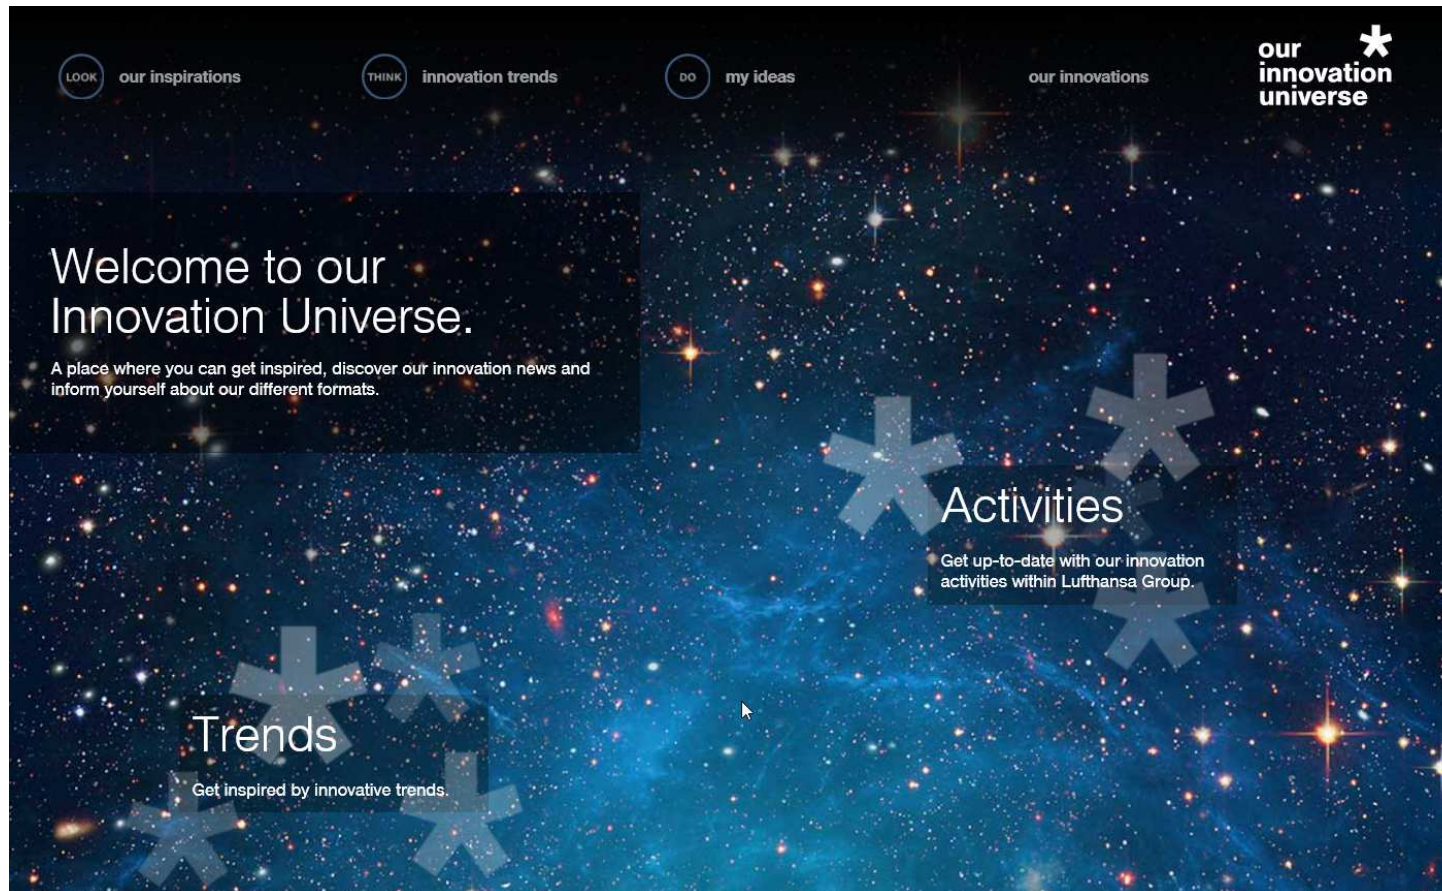 LOOK our inspirations
THINK innovation trends
DO my ideas
our innovations
our
innovation
universe
Welcome to our
Innovation Universe.
A place where you can get inspired, discover our innovation news and
inform yourself about our different formats.
Activities
Get up-to-date with our innovation
activities within Lufthansa Group.
Trends
Get inspired by innovative trends.